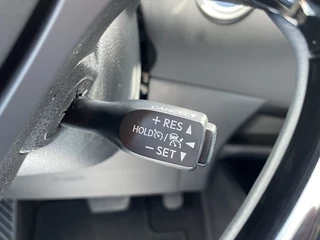 CANCEL▼
+ RES▲
HOLD / ◀
− SET▼